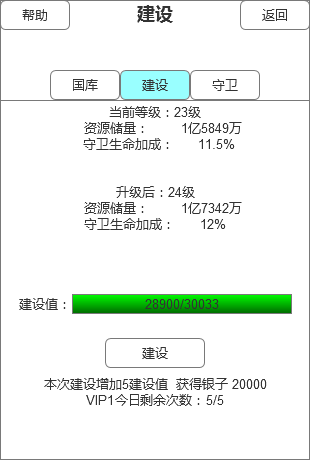 帮助 建设 返回
国库 建设 守卫
当前等级：23级
资源储量： 1亿5849万
守卫生命加成： 11.5%
升级后：24级
资源储量： 1亿7342万
守卫生命加成： 12%
建设值：28900/30033
建设
本次建设增加5建设值 获得银子 20000
VIP1今日剩余次数：5/5